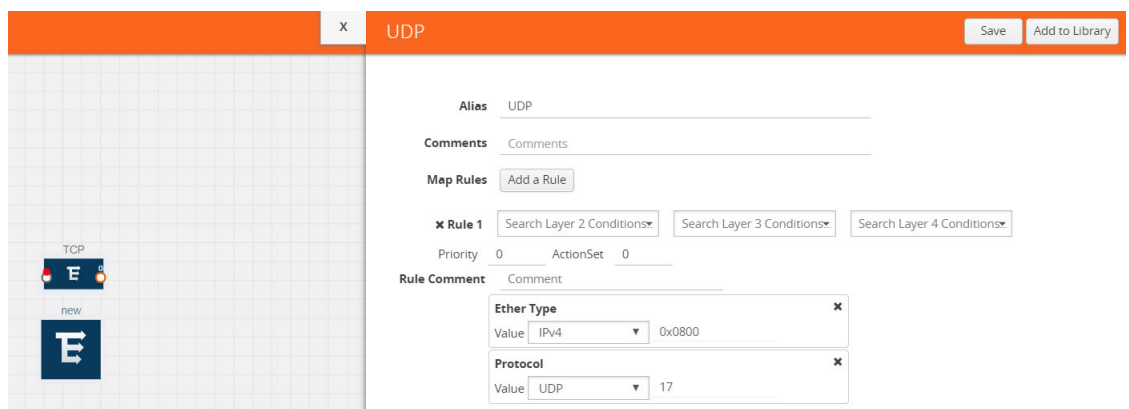 X UDP Save Add to Library
Alias UDP
Comments Comments
Map Rules Add a Rule
✖ Rule 1 Search Layer 2 Conditions... Search Layer 3 Conditions... Search Layer 4 Conditions...
Priority 0 ActionSet 0
Rule Comment Comment
Ether Type ✖
Value IPv4 ▼ 0x0800
Protocol ✖
Value UDP ▼ 17
TCP
0
new